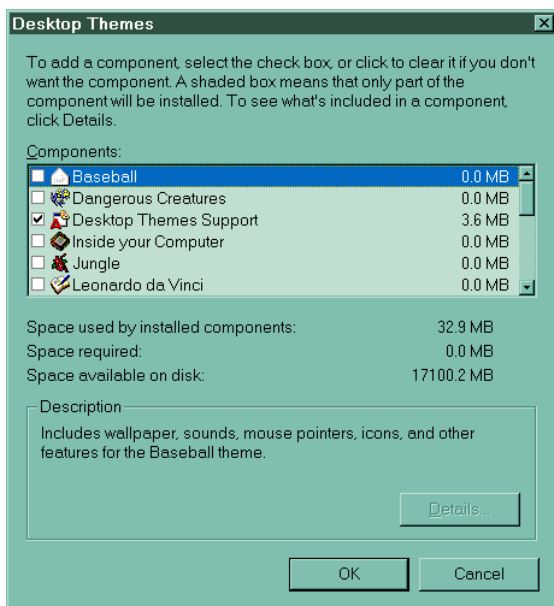 Desktop Themes
To add a component, select the check box, or click to clear it if you don't
want the component. A shaded box means that only part of the
component will be installed. To see what's included in a component,
click Details.
Components:
Baseball 0.0 MB
Dangerous Creatures 0.0 MB
Desktop Themes Support 3.6 MB
Inside your Computer 0.0 MB
Jungle 0.0 MB
Leonardo da Vinci 0.0 MB
Space used by installed components: 32.9 MB
Space required: 0.0 MB
Space available on disk: 17100.2 MB
Description
Includes wallpaper, sounds, mouse pointers, icons, and other
features for the Baseball theme.
Details...
OK Cancel